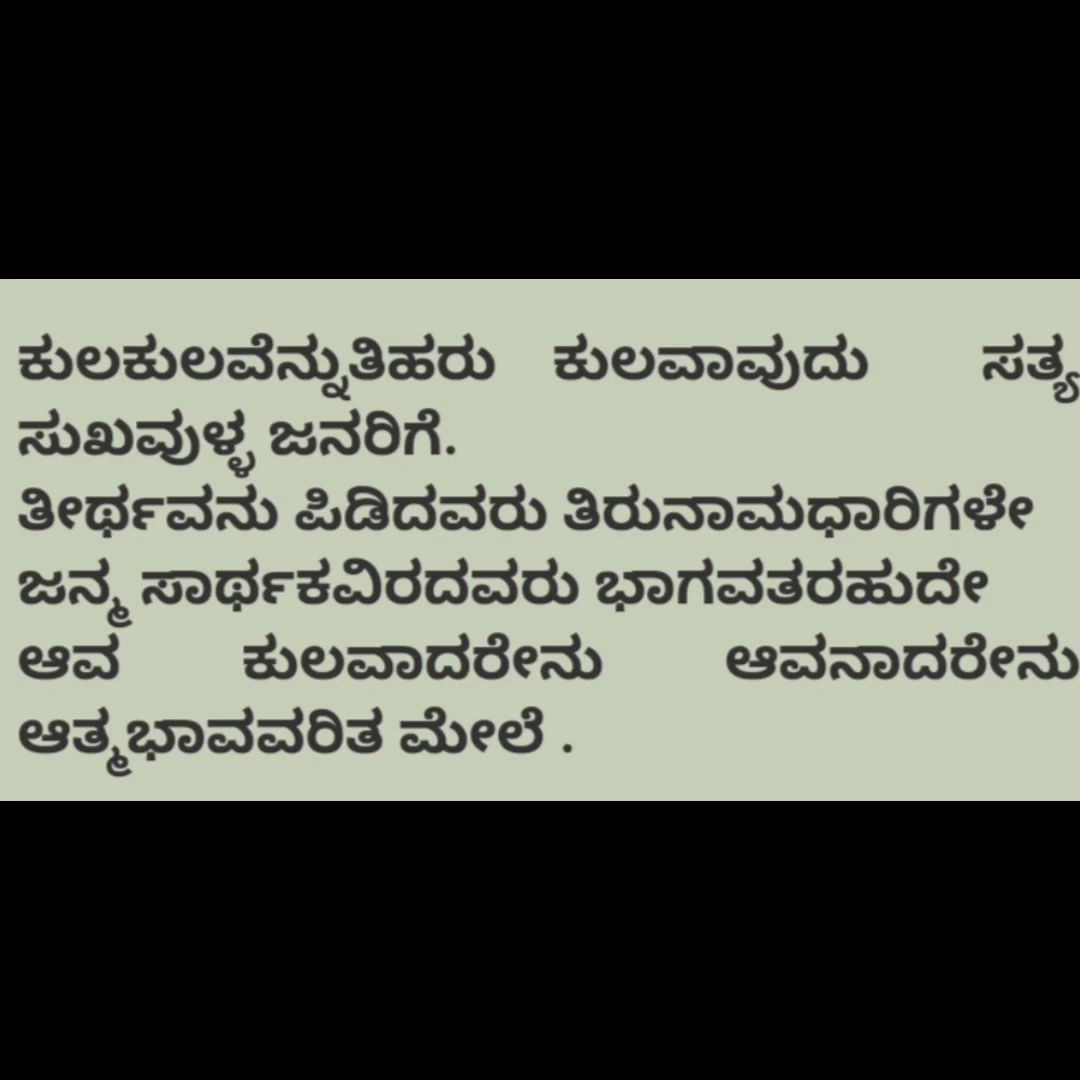 ಕುಲಕುಲವೆನ್ನುತಿಹರು ಕುಲವಾವುದು ಸತ್ಯ
ಸುಖವುಳ್ಳ ಜನರಿಗೆ.
ತೀರ್ಥವನು ಪಿಡಿದವರು ತಿರುನಾಮಧಾರಿಗಳೇ
ಜನ್ಮ ಸಾರ್ಥಕವಿರದವರು ಭಾಗವತರಹುದೇ
ಆವ ಕುಲವಾದರೇನು ಆವನಾದರೇನು
ಆತ್ಮಭಾವವರಿತ ಮೇಲೆ .